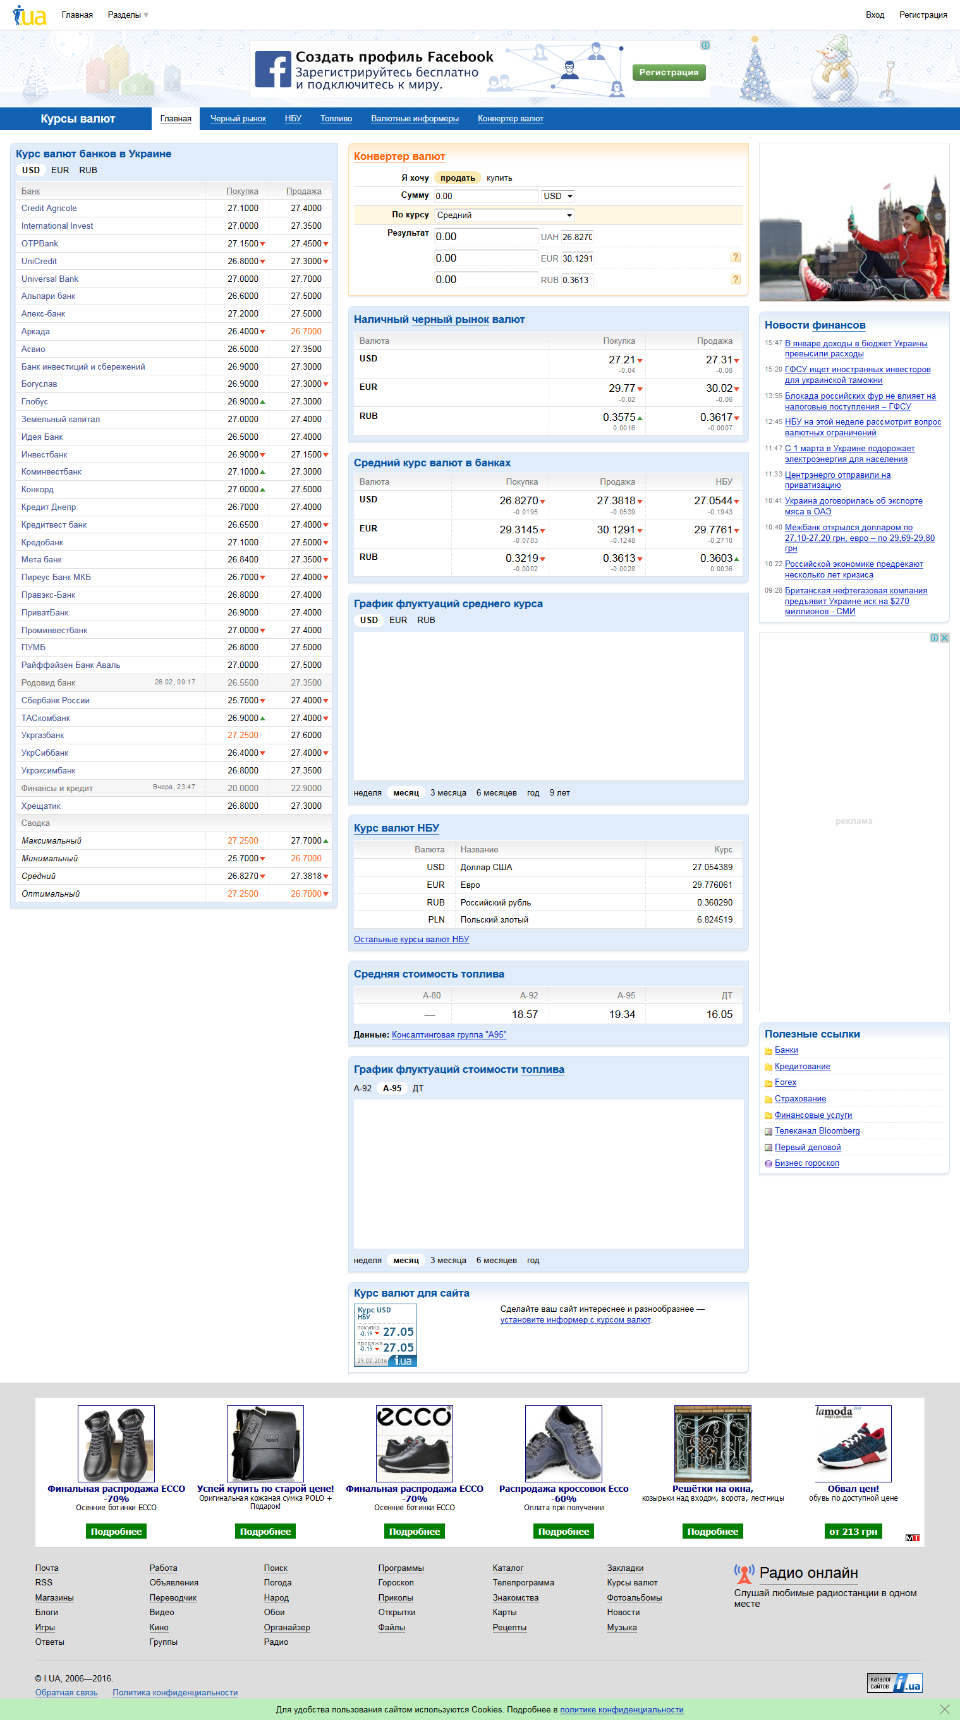 i.ua Главная Разделы Вход Регистрация
Создать профиль Facebook
Зарегистрируйтесь бесплатно
и подключитесь к миру.
Регистрация
Курсы валют Главная Черный рынок НБУ Топливо Валютные информеры Конвертер валют
Курс валют банков в Украине
USD EUR RUB
Банк Покупка Продажа
Credit Agricole 27.1000 27.4000
International Invest 27.0000 27.3500
OTPBank 27.1500 27.4500
UniCredit 26.8000 27.3000
Universal Bank 27.0000 27.7000
Альпари банк 26.6000 27.5000
Апекс-банк 27.2000 27.5000
Аркада 26.4000 26.7000
Асвио 26.5000 27.3500
Банк инвестиций и сбережений 26.9000 27.3000
Богуслав 26.9000 27.3000
Глобус 26.9000 27.3000
Земельный капитал 27.0000 27.4000
Идея Банк 26.5000 27.4000
Инвестбанк 26.9000 27.1500
Коминвестбанк 27.1000 27.3000
Конкорд 27.0000 27.5000
Кредит Днепр 26.7000 27.4000
Кредитвест банк 26.6500 27.4000
Кредобанк 27.1000 27.5000
Мета банк 26.8400 27.3500
Пиреус Банк МКБ 26.7000 27.4000
Правэкс-Банк 26.8000 27.4000
ПриватБанк 26.9000 27.4000
Проминвестбанк 27.0000 27.4000
ПУМБ 26.8000 27.5000
Райффайзен Банк Аваль 27.0000 27.5000
Родовид банк 26.02, 09:17 26.5500 27.3500
Сбербанк России 25.7000 27.4000
ТАСкомбанк 26.9000 27.4000
Укргазбанк 27.2500 27.6000
УкрСиббанк 26.4000 27.4000
Укрэксимбанк 26.8000 27.3500
Финансы и кредит Вчера, 23:47 20.0000 22.9000
Хрещатик 26.8000 27.3000
Сводка
Максимальный 27.2500 27.7000
Минимальный 25.7000 26.7000
Средний 26.8270 27.3818
Оптимальный 27.2500 26.7000
Конвертер валют
Я хочу продать купить
Сумму 0.00 USD
По курсу Средний
Результат 0.00 UAH 26.8270
0.00 EUR 30.1291 ?
0.00 RUB 0.3613 ?
Наличный черный рынок валют
Валюта Покупка Продажа
USD 27.21 27.31
-0.04 -0.08
EUR 29.77 30.02
-0.02 -0.06
RUB 0.3575 0.3617
0.0016 -0.0007
Средний курс валют в банках
Валюта Покупка Продажа НБУ
USD 26.8270 27.3818 27.0544
-0.0195 -0.0539 -0.1943
EUR 29.3145 30.1291 29.7761
-0.0783 -0.1248 -0.2710
RUB 0.3219 0.3613 0.3603
-0.0002 -0.0028 0.0036
График флуктуаций среднего курса
USD EUR RUB
неделя месяц 3 месяца 6 месяцев год 9 лет
Курс валют НБУ
Валюта Название Курс
USD Доллар США 27.054389
EUR Евро 29.776061
RUB Российский рубль 0.360290
PLN Польский злотый 6.824519
Остальные курсы валют НБУ
Средняя стоимость топлива
А-80 А-92 А-95 ДТ
— 18.57 19.34 16.05
Данные: Консалтинговая группа "А95"
График флуктуаций стоимости топлива
А-92 А-95 ДТ
неделя месяц 3 месяца 6 месяцев год
Курс валют для сайта
Курс USD
НБУ
покупка
-0.19 27.05
продажа
-0.19 27.05
29.02.2016 i.ua
Сделайте ваш сайт интереснее и разнообразнее —
установите информер с курсом валют.
Новости финансов
15:47 В январе доходы в бюджет Украины
превысили расходы
15:20 ГФСУ ищет иностранных инвесторов
для украинской таможни
13:55 Блокада российских фур не влияет на
налоговые поступления – ГФСУ
12:45 НБУ на этой неделе рассмотрит вопрос
валютных ограничений
11:47 С 1 марта в Украине подорожает
электроэнергия для населения
11:33 Центрэнерго отправили на
приватизацию
10:41 Украина договорилась об экспорте
мяса в ОАЭ
10:40 Межбанк открылся долларом по
27,10-27,20 грн, евро – по 29,69-29,80
грн
10:22 Российской экономике предрекают
несколько лет кризиса
09:26 Британская нефтегазовая компания
предъявит Украине иск на $270
миллионов - СМИ
реклама
Полезные ссылки
Банки
Кредитование
Forex
Страхование
Финансовые услуги
Телеканал Bloomberg
Первый деловой
Бизнес гороскоп
ecco lamoda
Финальная распродажа ECCO
-70%
Осенние ботинки ECCO
Подробнее
Успей купить по старой цене!
Оригинальная кожаная сумка POLO +
Подарок!
Подробнее
Финальная распродажа ECCO
-70%
Осенние ботинки ECCO
Подробнее
Распродажа кроссовок Ecco
-60%
Оплата при получении
Подробнее
Решётки на окна,
козырьки над входом, ворота, лестницы
Подробнее
Обвал цен!
обувь по доступной цене
от 213 грн
MT
Почта Работа Поиск Программы Каталог Закладки
RSS Объявления Погода Гороскоп Телепрограмма Курсы валют
Магазины Переводчик Народ Приколы Знакомства Фотоальбомы
Блоги Видео Обои Открытки Карты Новости
Игры Кино Органайзер Файлы Рецепты Музыка
Ответы Группы Радио
Радио онлайн
Слушай любимые радиостанции в одном
месте
© I.UA, 2006—2016.
Обратная связь Политика конфиденциальности
каталог
сайтов i.ua
Для удобства пользования сайтом используются Cookies. Подробнее в политике конфиденциальности